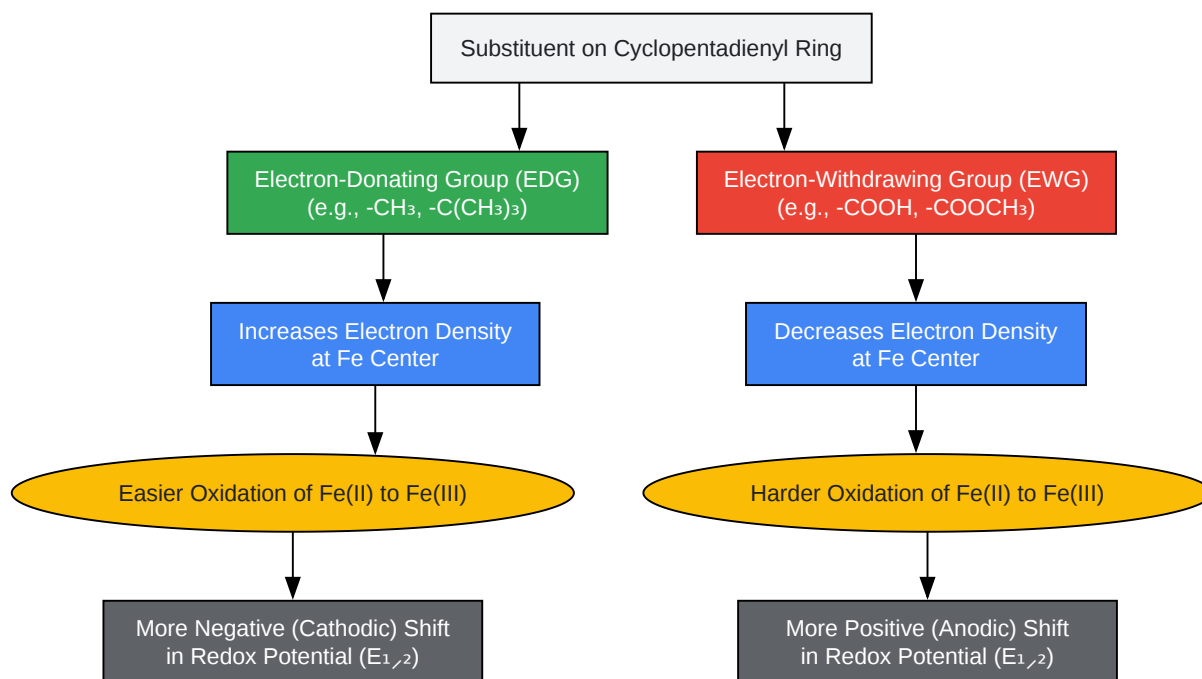 Substituent on Cyclopentadienyl Ring
Electron-Donating Group (EDG)
(e.g., -CH₃, -C(CH₃)₃)
Electron-Withdrawing Group (EWG)
(e.g., -COOH, -COOCH₃)
Increases Electron Density
at Fe Center
Decreases Electron Density
at Fe Center
Easier Oxidation of Fe(II) to Fe(III)
Harder Oxidation of Fe(II) to Fe(III)
More Negative (Cathodic) Shift
in Redox Potential (E₁⸝₂)
More Positive (Anodic) Shift
in Redox Potential (E₁⸝₂)